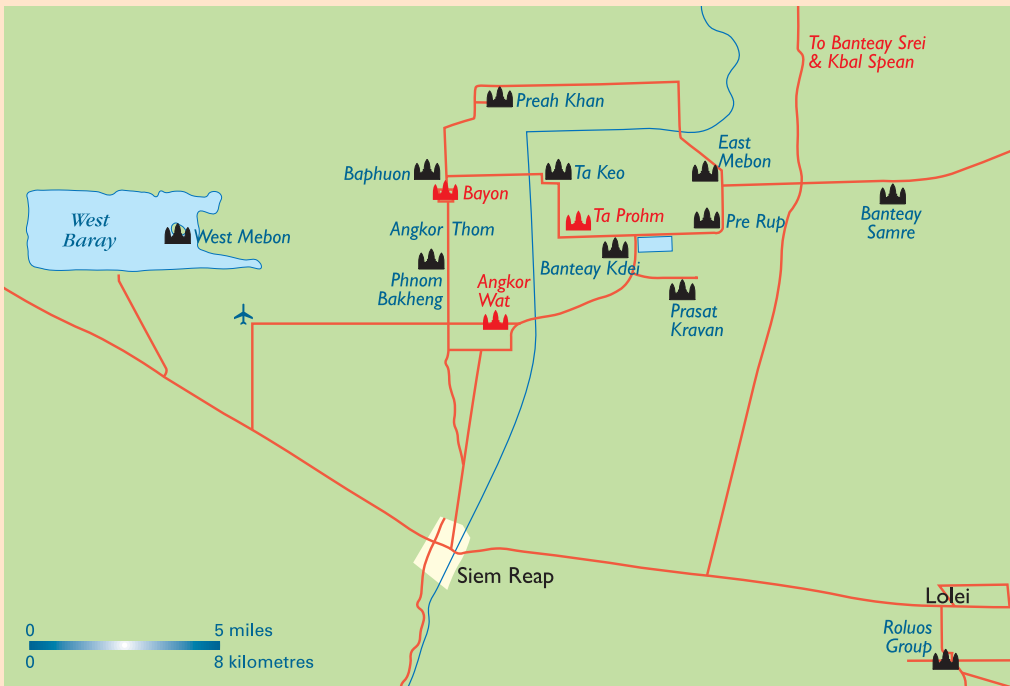 To Banteay Srei
& Kbal Spean
Preah Khan
East
Mebon
Baphuon
Ta Keo
Bayon
Banteay
Samre
West
Baray
West Mebon
Ta Prohm
Pre Rup
Angkor Thom
Banteay Kdei
Phnom
Bakheng
Angkor
Wat
Prasat
Kravan
Siem Reap
Lolei
Roluos
Group
0
5 miles
0
8 kilometres